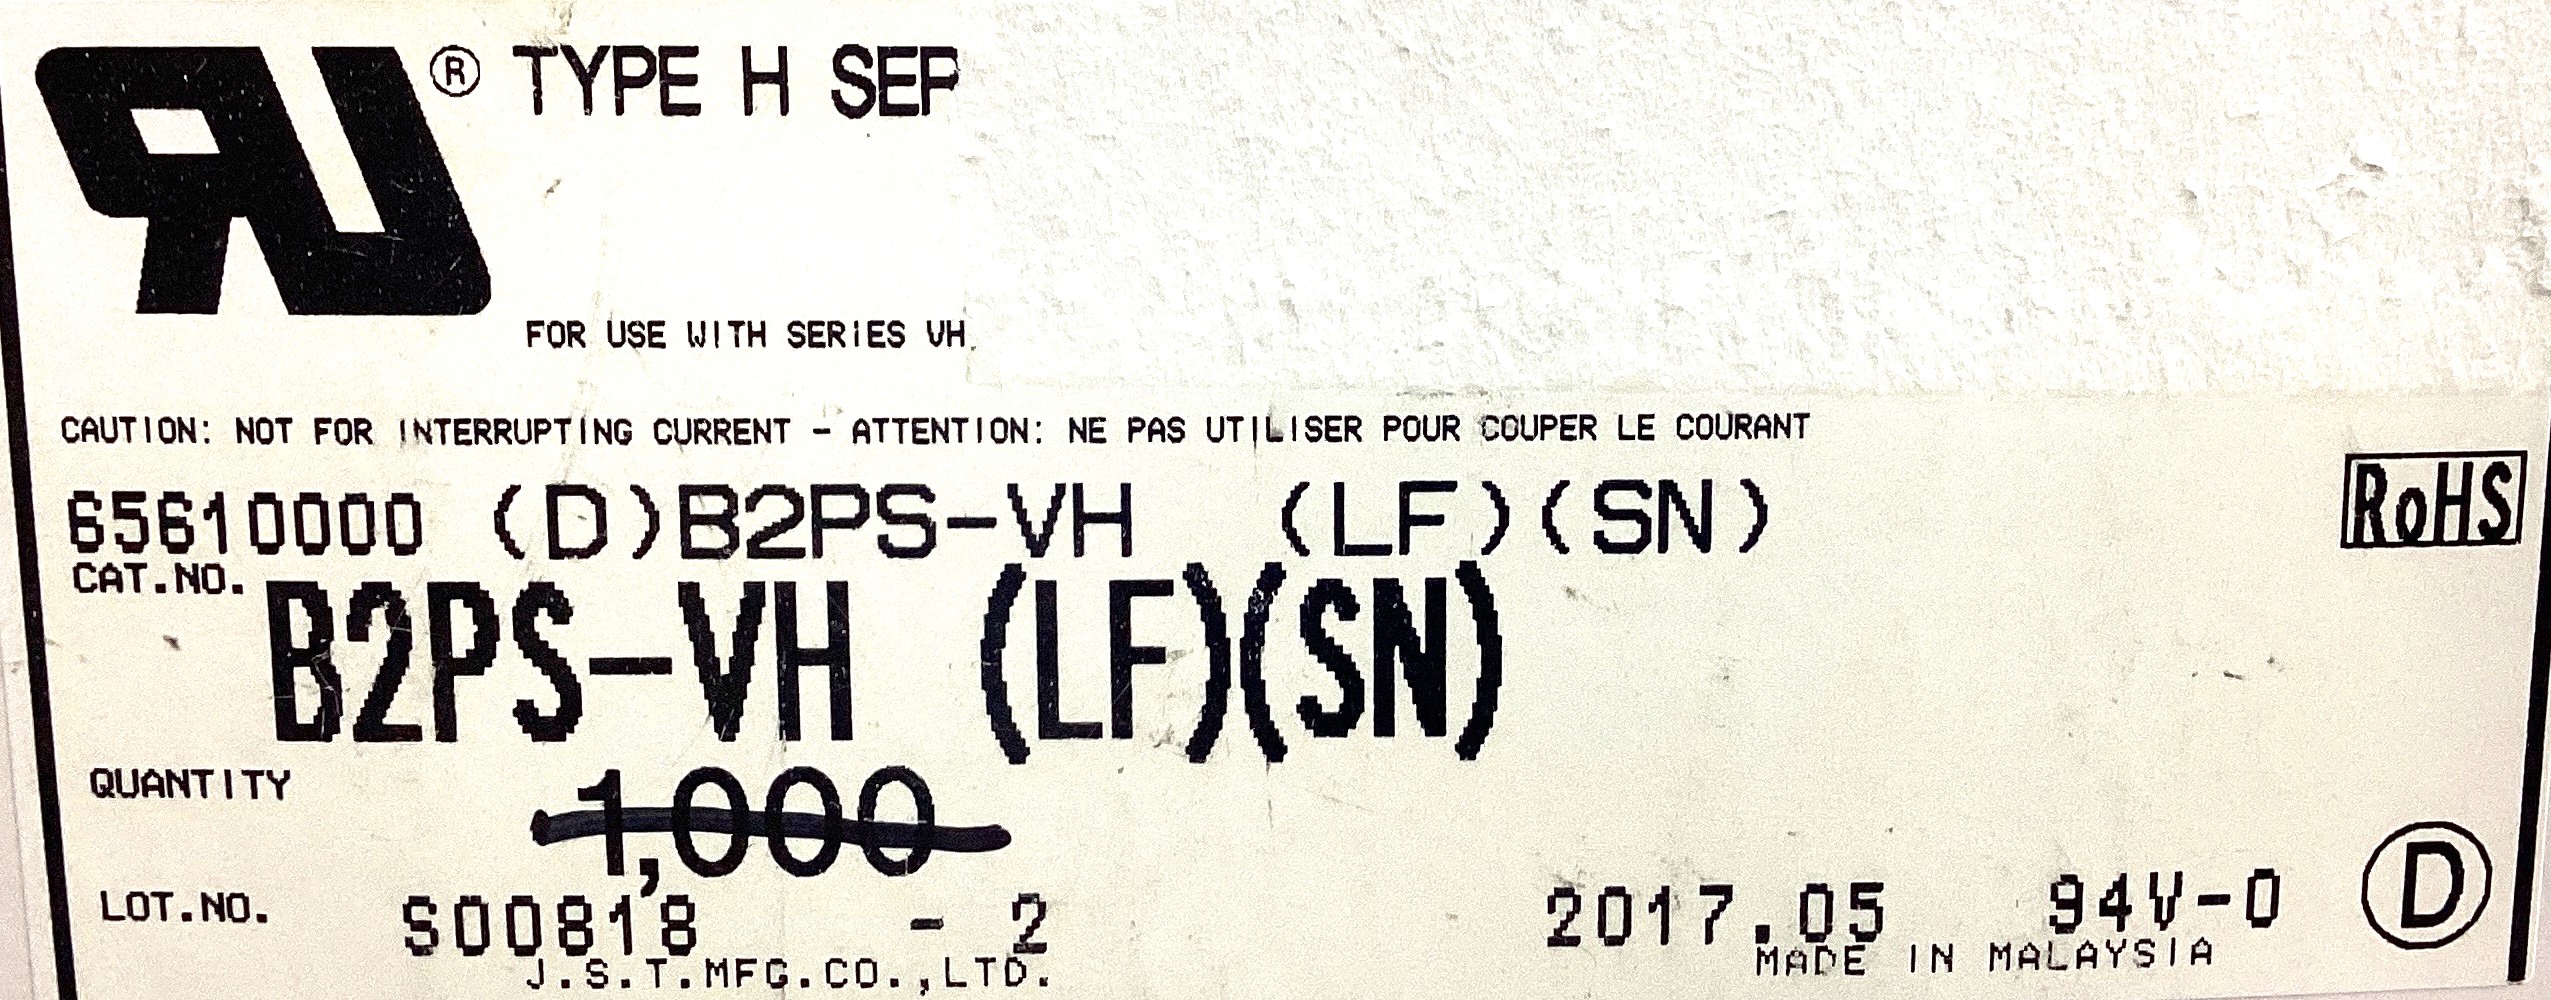 ® TYPE H SER
FOR USE WITH SERIES VH.
CAUTION: NOT FOR INTERRUPTING CURRENT - ATTENTION: NE PAS UTILISER POUR COUPER LE COURANT
65610000 (D)B2PS-VH (LF)(SN)
RoHS
CAT.NO. B2PS-VH (LF)(SN)
QUANTITY 1,000
LOT.NO. S00818 - 2 2017.05 94V-0 D
J.S.T.MFG.CO.,LTD. MADE IN MALAYSIA